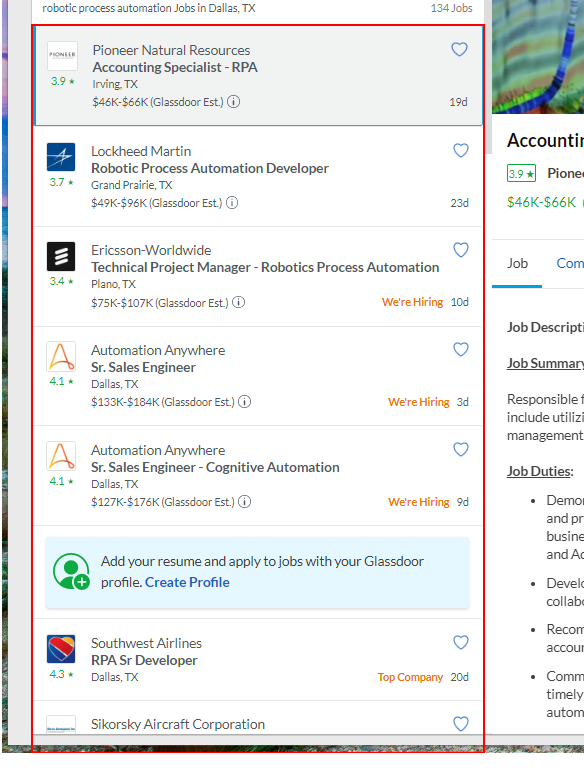 robotic process automation Jobs in Dallas, TX
134 Jobs
PIONEER
3.9 ★
Pioneer Natural Resources
Accounting Specialist - RPA
Irving, TX
$46K-$66K (Glassdoor Est.)
19d
3.7 ★
Lockheed Martin
Robotic Process Automation Developer
Grand Prairie, TX
$49K-$96K (Glassdoor Est.)
23d
3.4 ★
Ericsson-Worldwide
Technical Project Manager - Robotics Process Automation
Plano, TX
$75K-$107K (Glassdoor Est.)
We're Hiring 10d
4.1 ★
Automation Anywhere
Sr. Sales Engineer
Dallas, TX
$133K-$184K (Glassdoor Est.)
We're Hiring 3d
4.1 ★
Automation Anywhere
Sr. Sales Engineer - Cognitive Automation
Dallas, TX
$127K-$176K (Glassdoor Est.)
We're Hiring 9d
Add your resume and apply to jobs with your Glassdoor
profile. Create Profile
4.3 ★
Southwest Airlines
RPA Sr Developer
Dallas, TX
Top Company 20d
Sikorsky Aircraft Corporation
Accountin
3.9 ★ Pionee
$46K-$66K (
Job Com
Job Descripti
Job Summary
Responsible f
include utiliz
management
Job Duties:
• Demon
and pr
busine
and Ac
• Develo
collabo
• Recom
accour
• Comm
timely
autom